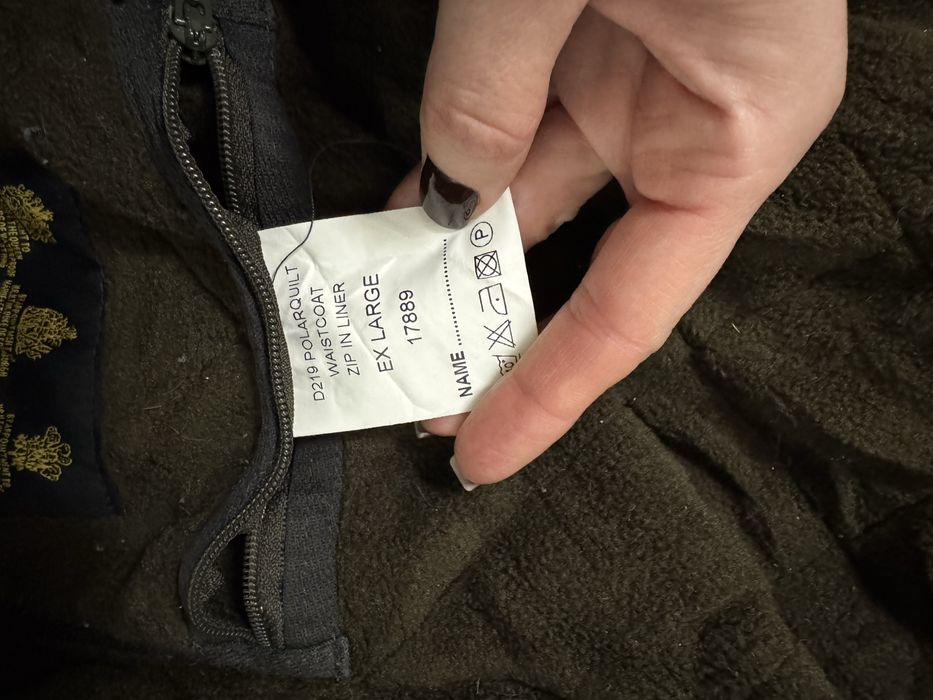 D219 POLARQUILT
WAISTCOAT
ZIP IN LINER
EX LARGE
17889
NAME ....................
P